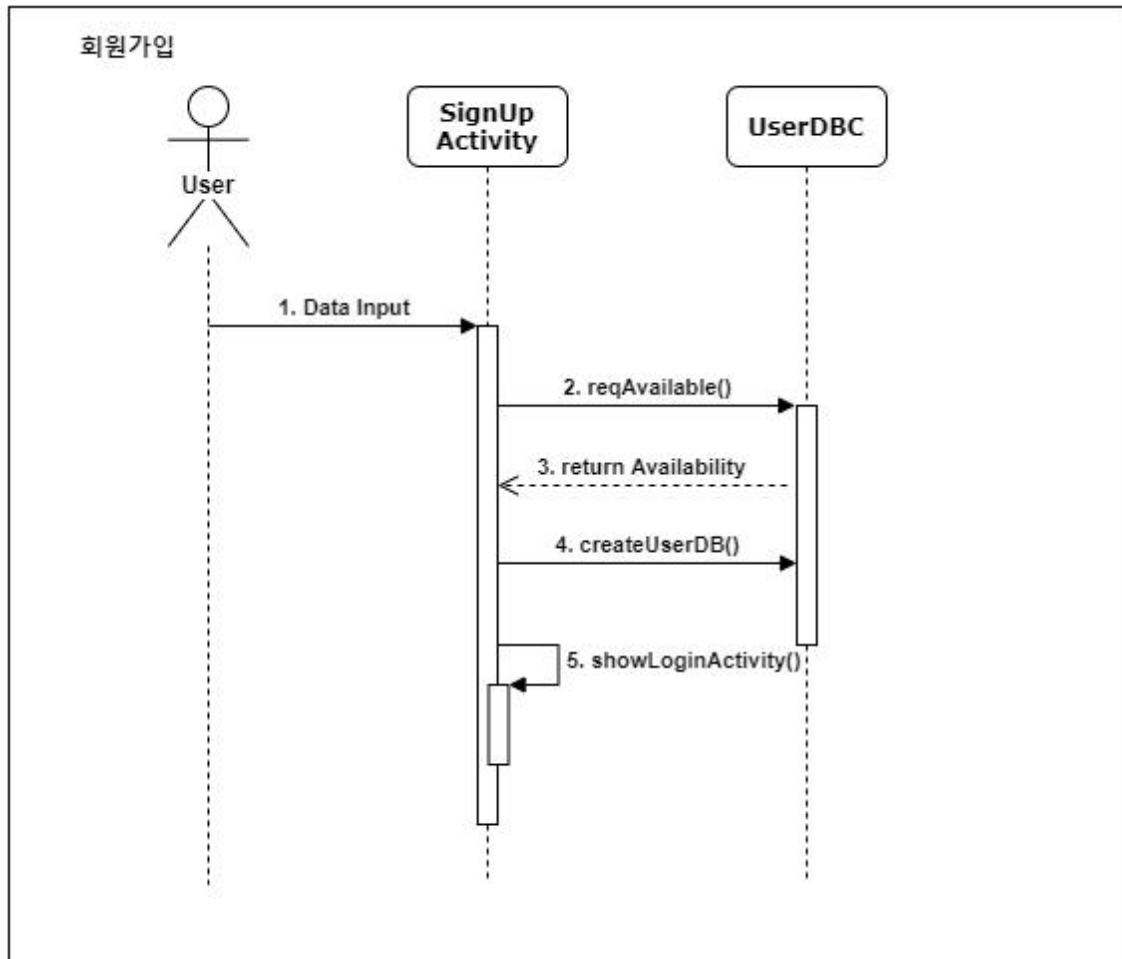 회원가입
SignUp
Activity
UserDBC
User
1. Data Input
2. reqAvailable()
3. return Availability
4. createUserDB()
5. showLoginActivity()